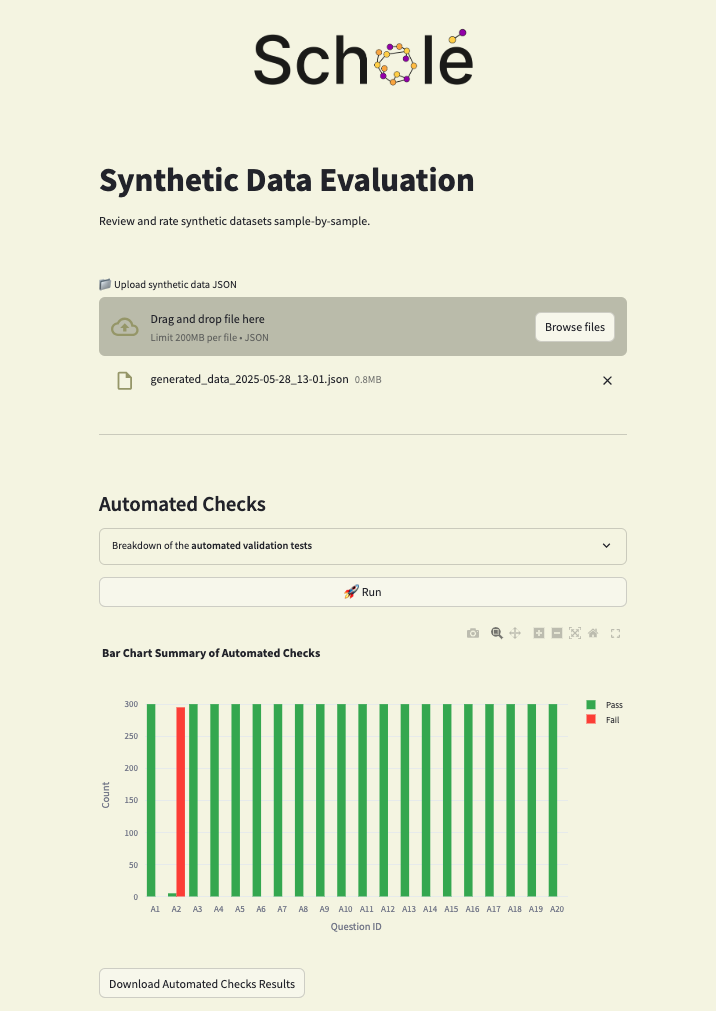 Scholé
Synthetic Data Evaluation
Review and rate synthetic datasets sample-by-sample.
Upload synthetic data JSON
Drag and drop file here
Limit 200MB per file • JSON
Browse files
generated_data_2025-05-28_13-01.json 0.8MB
Automated Checks
Breakdown of the automated validation tests
Run
Bar Chart Summary of Automated Checks
300
250
200
150
100
50
0
Count
A1 A2 A3 A4 A5 A6 A7 A8 A9 A10 A11 A12 A13 A14 A15 A16 A17 A18 A19 A20
Question ID
Pass
Fail
Download Automated Checks Results